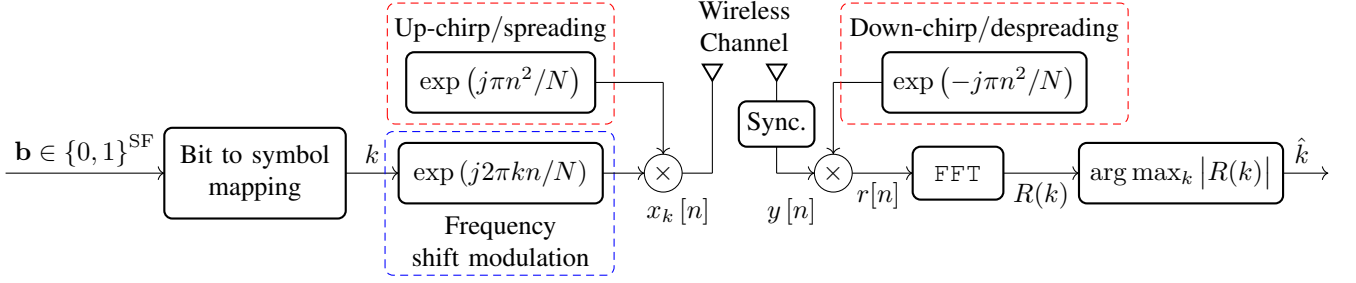 Up-chirp/spreading
exp (jπn²/N)
Wireless
Channel
Down-chirp/despreading
exp (−jπn²/N)
Sync.
b ∈ {0, 1}^SF
Bit to symbol
mapping
k
exp (j2πkn/N)
×
x_k [n]
y [n]
×
r[n]
FFT
R(k)
arg max_k |R(k)|
k̂
Frequency
shift modulation